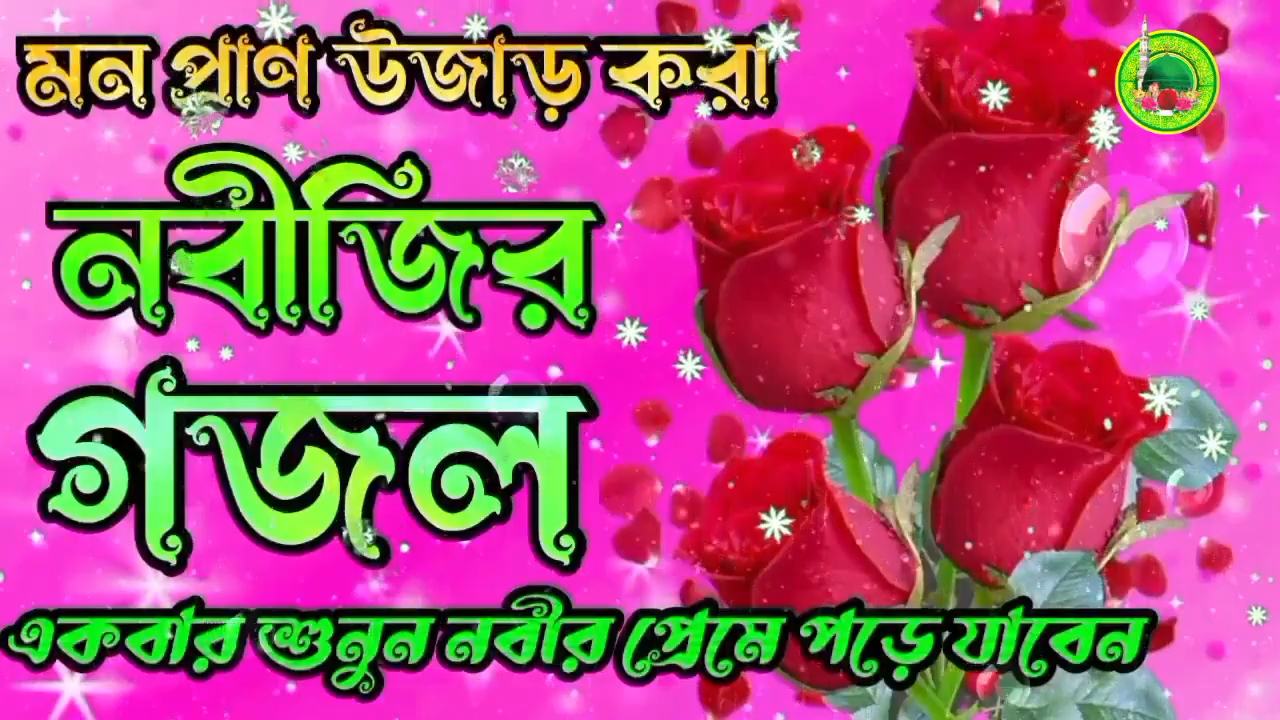 মন প্রাণ উজাড় করা
নবীজির
গজল
একবার শুনুন নবীর প্রেমে পড়ে যাবেন